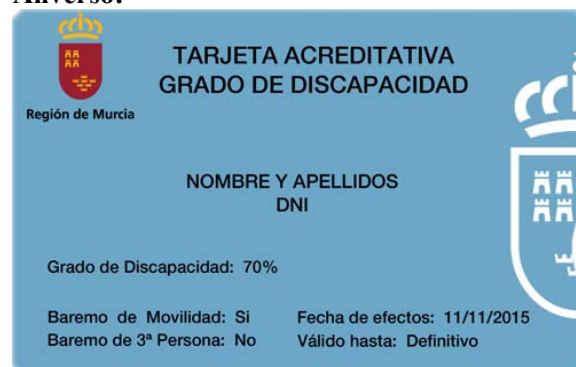 Anverso:
TARJETA ACREDITATIVA
GRADO DE DISCAPACIDAD
Región de Murcia
NOMBRE Y APELLIDOS
DNI
Grado de Discapacidad: 70%
Baremo de Movilidad: Si
Fecha de efectos: 11/11/2015
Baremo de 3ª Persona: No
Válido hasta: Definitivo